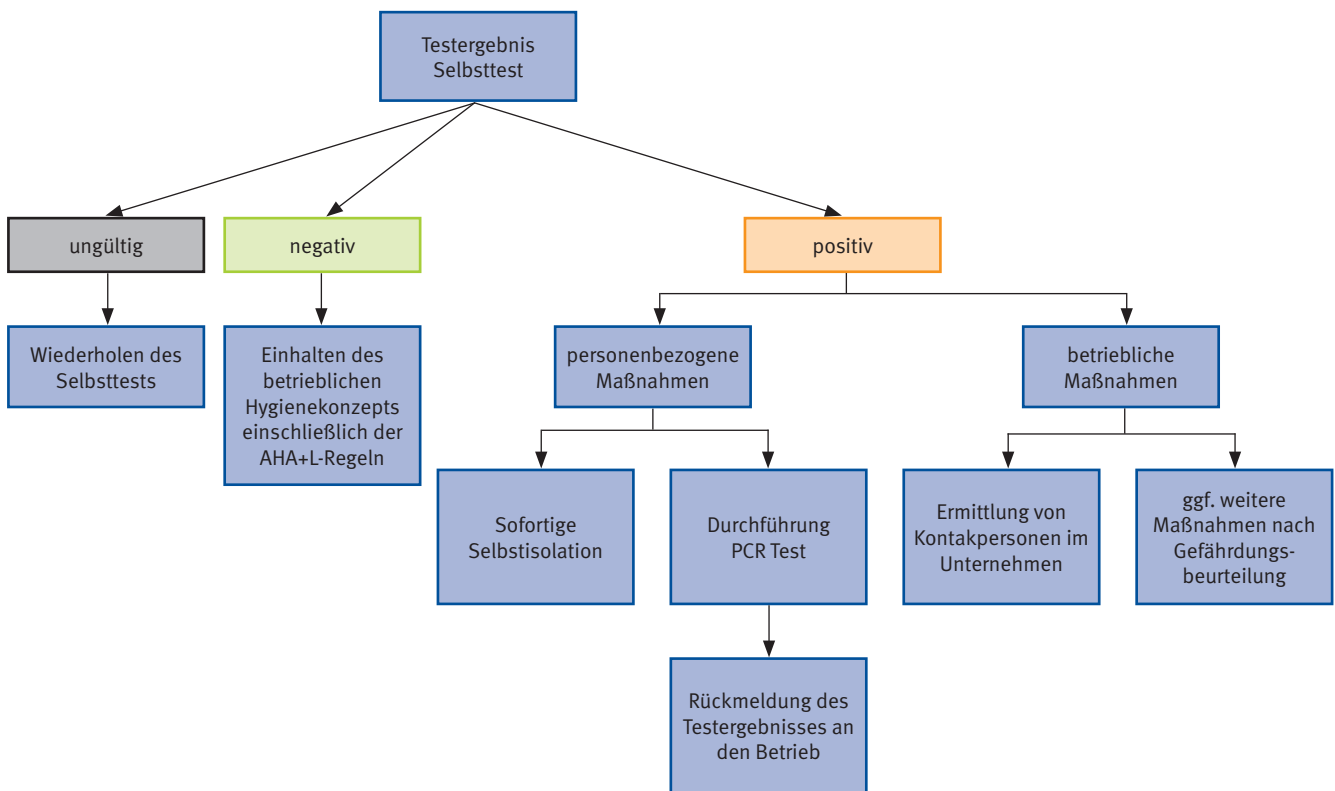 Testergebnis
Selbsttest
ungültig
negativ
positiv
Wiederholen des
Selbsttests
Einhalten des
betrieblichen
Hygienekonzepts
einschließlich der
AHA+L-Regeln
personenbezogene
Maßnahmen
betriebliche
Maßnahmen
Sofortige
Selbstisolation
Durchführung
PCR Test
Ermittlung von
Kontakpersonen im
Unternehmen
ggf. weitere
Maßnahmen nach
Gefährdungs-
beurteilung
Rückmeldung des
Testergebnisses an
den Betrieb